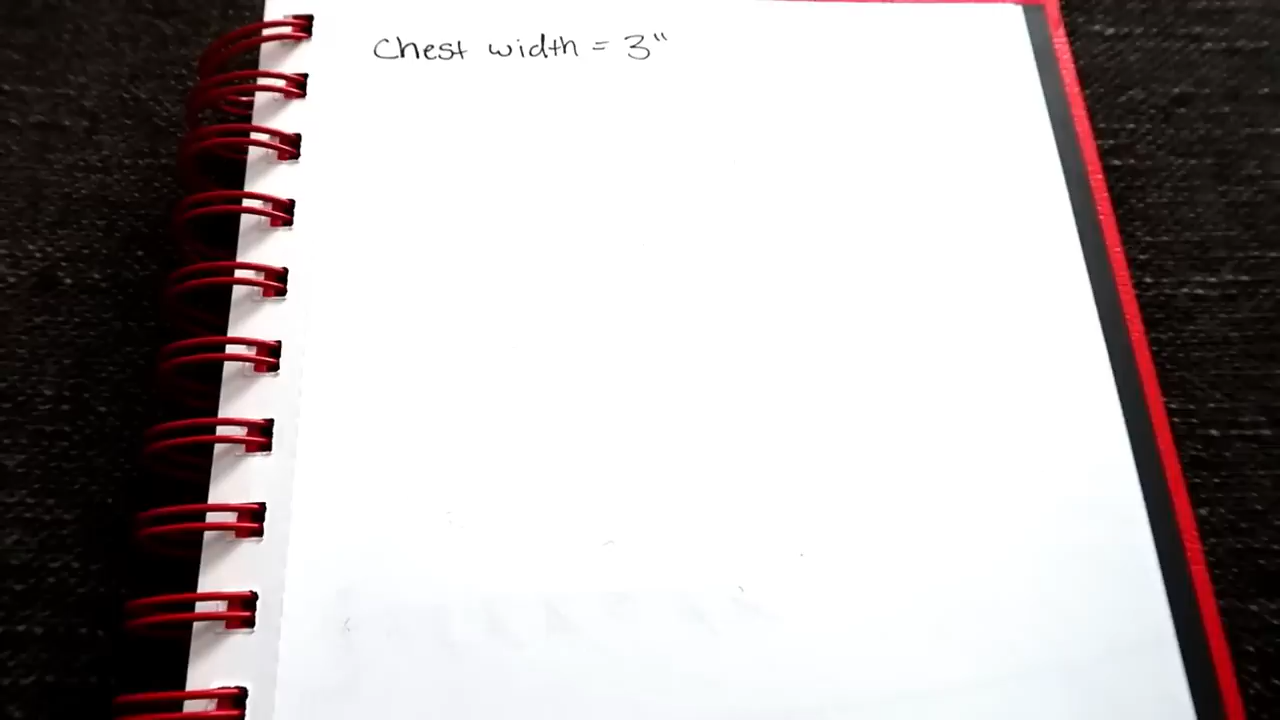 Chest width = 3"